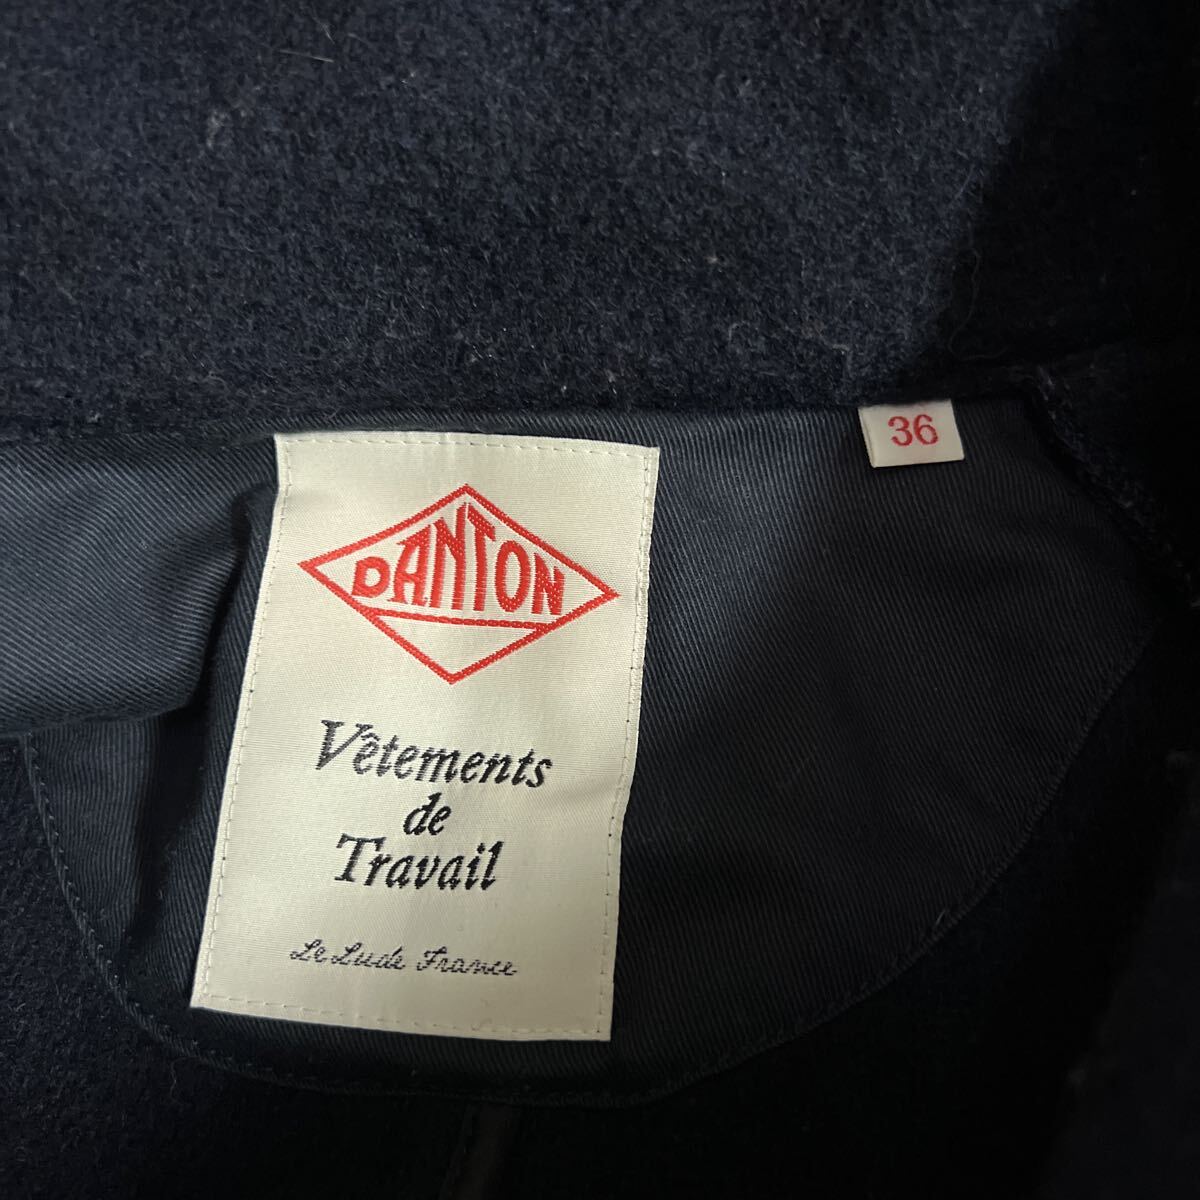 36
DANTON
Vêtements
de
Travail
Le Lude France